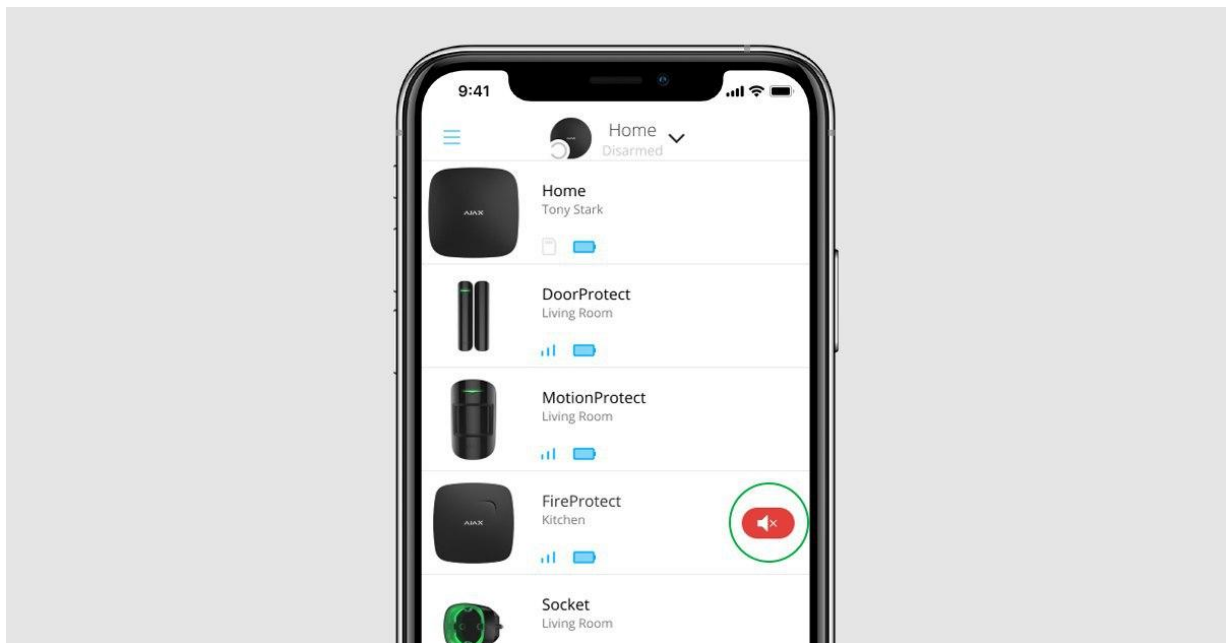 9:41
Home
Disarmed
AJAX
Home
Tony Stark
DoorProtect
Living Room
MotionProtect
Living Room
AJAX
FireProtect
Kitchen
Socket
Living Room